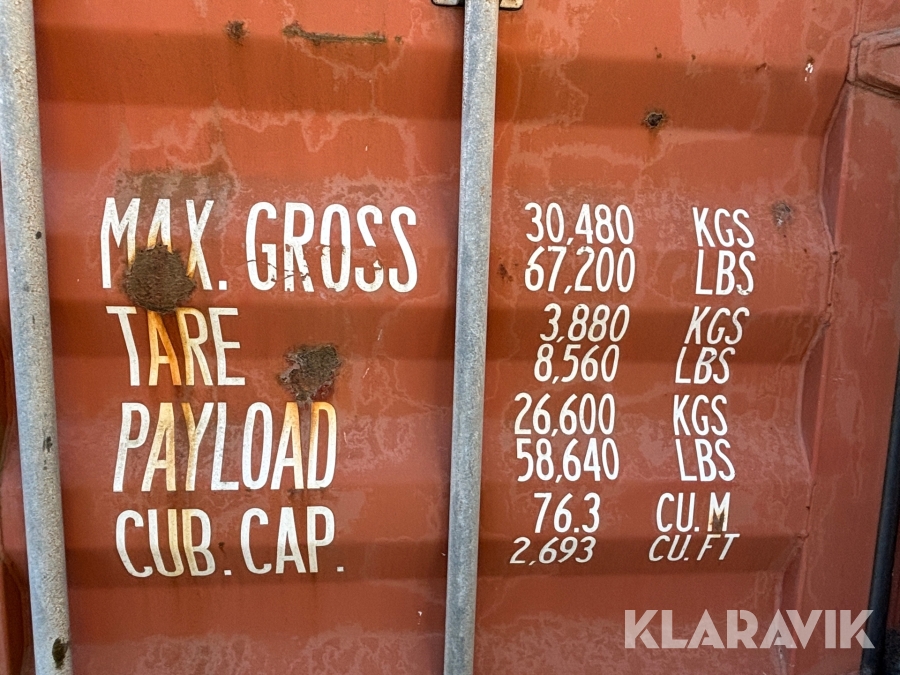 MAX. GROSS 30,480 KGS
67,200 LBS
TARE 3,880 KGS
8,560 LBS
PAYLOAD 26,600 KGS
58,640 LBS
CUB. CAP. 76.3 CU. M
2,693 CU. FT
KLARAVIK